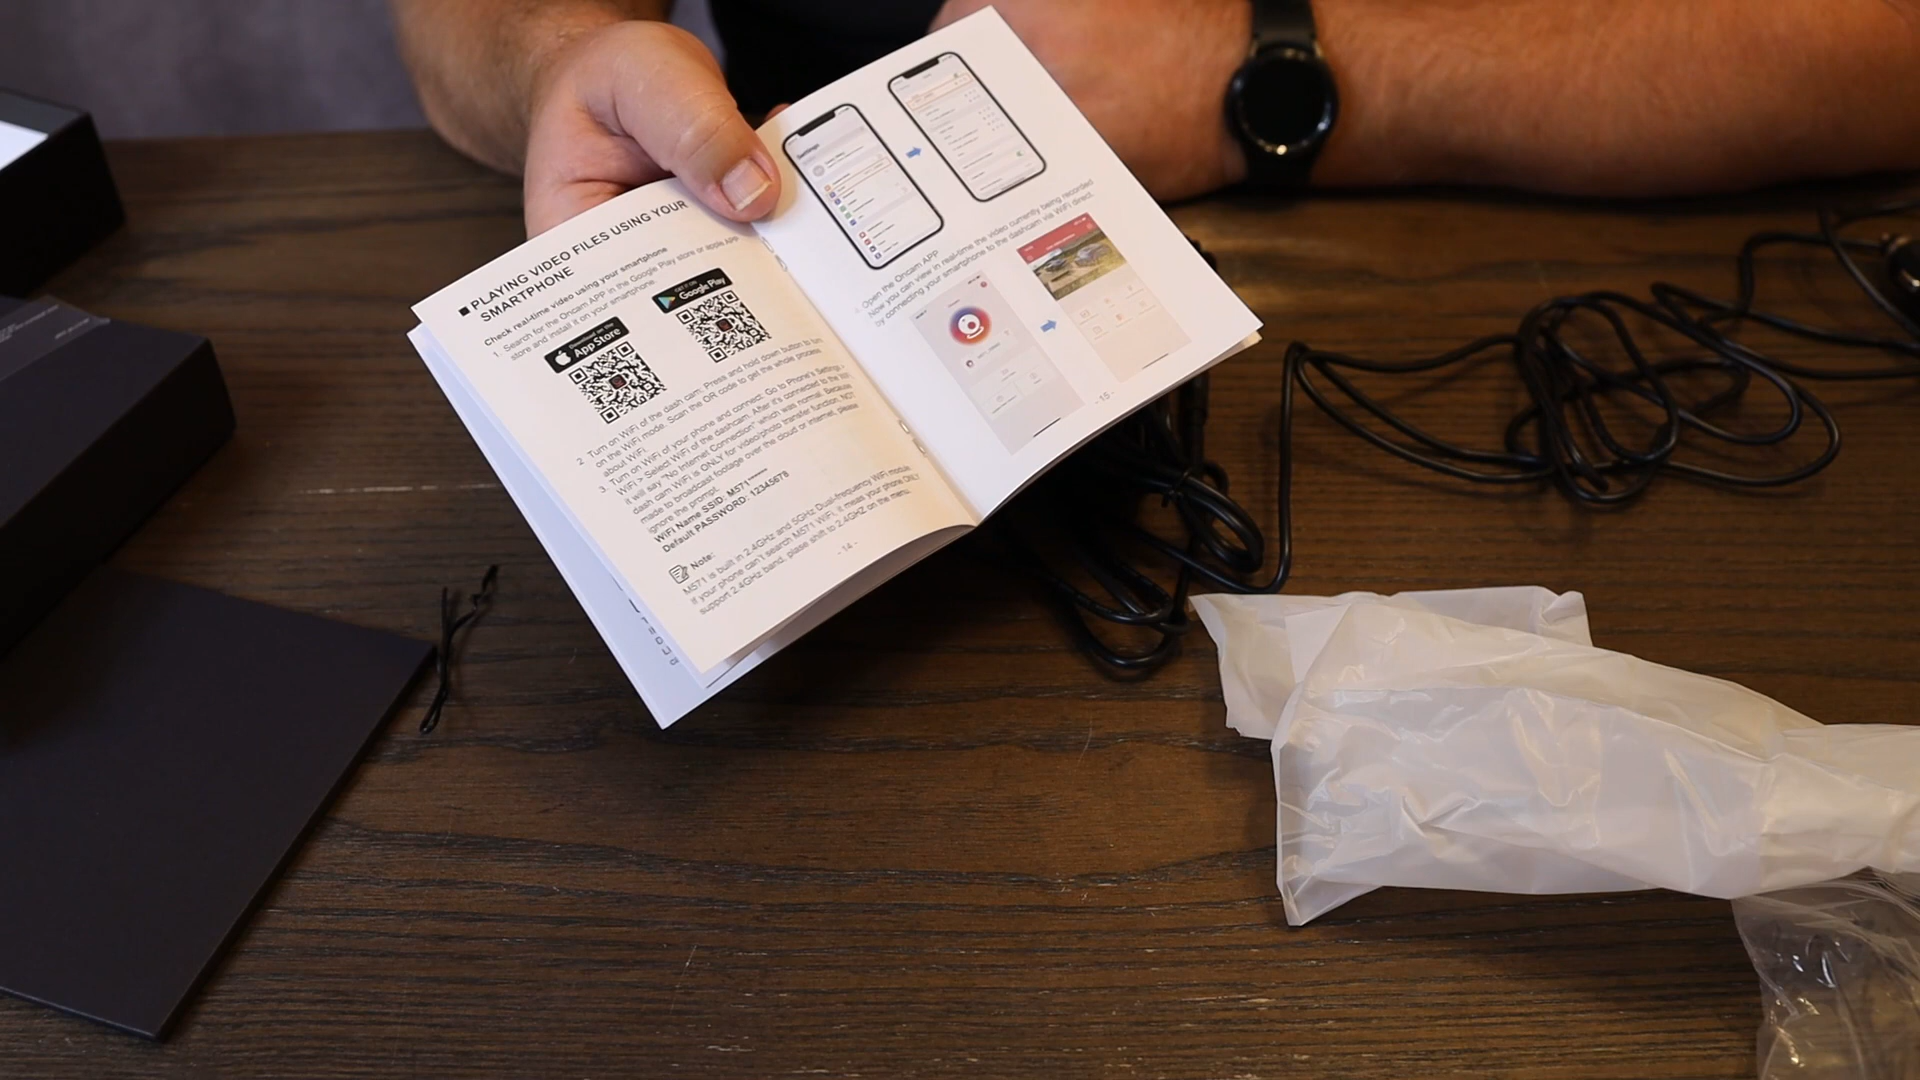 ■ PLAYING VIDEO FILES USING YOUR
SMARTPHONE
Check real-time video using your smartphone
1. Search for the Oncam APP in the Google Play store or apple APP
store and install it on your smartphone.
Download on the
App Store
GET IT ON
Google Play
2 Turn on WiFi of the dash cam: Press and hold down button to turn
on the WiFi mode. Scan the OR code to get the whole process
about WiFi.
3. Turn on WiFi of your phone and connect: Go to Phone's Settings,-
WiFi > Select WiFi of the dashcam. After it's connected to the Wifi,
it will say "No Internet Connection" which was normal. Because
dash cam WiFi is ONLY for video/photo transfer function, NOT
made to broadcast footage over the cloud or internet, please
ignore the prompt.
WiFi Name SSID: M571********
Default PASSWORD: 12345678
Note:
M571 is built in 2.4GHz and 5GHz Dual-frequency WiFi module.
If your phone can't search M571 WiFi, it means your phone ONLY
support 2.4GHz band, please shift to 2.4GHZ on the menu.
- 14 -
Settings
Open the Oncam APP
Now you can view in real-time the video currently being recorded
by connecting your smartphone to the dashcam via WiFi direct.
- 15 -